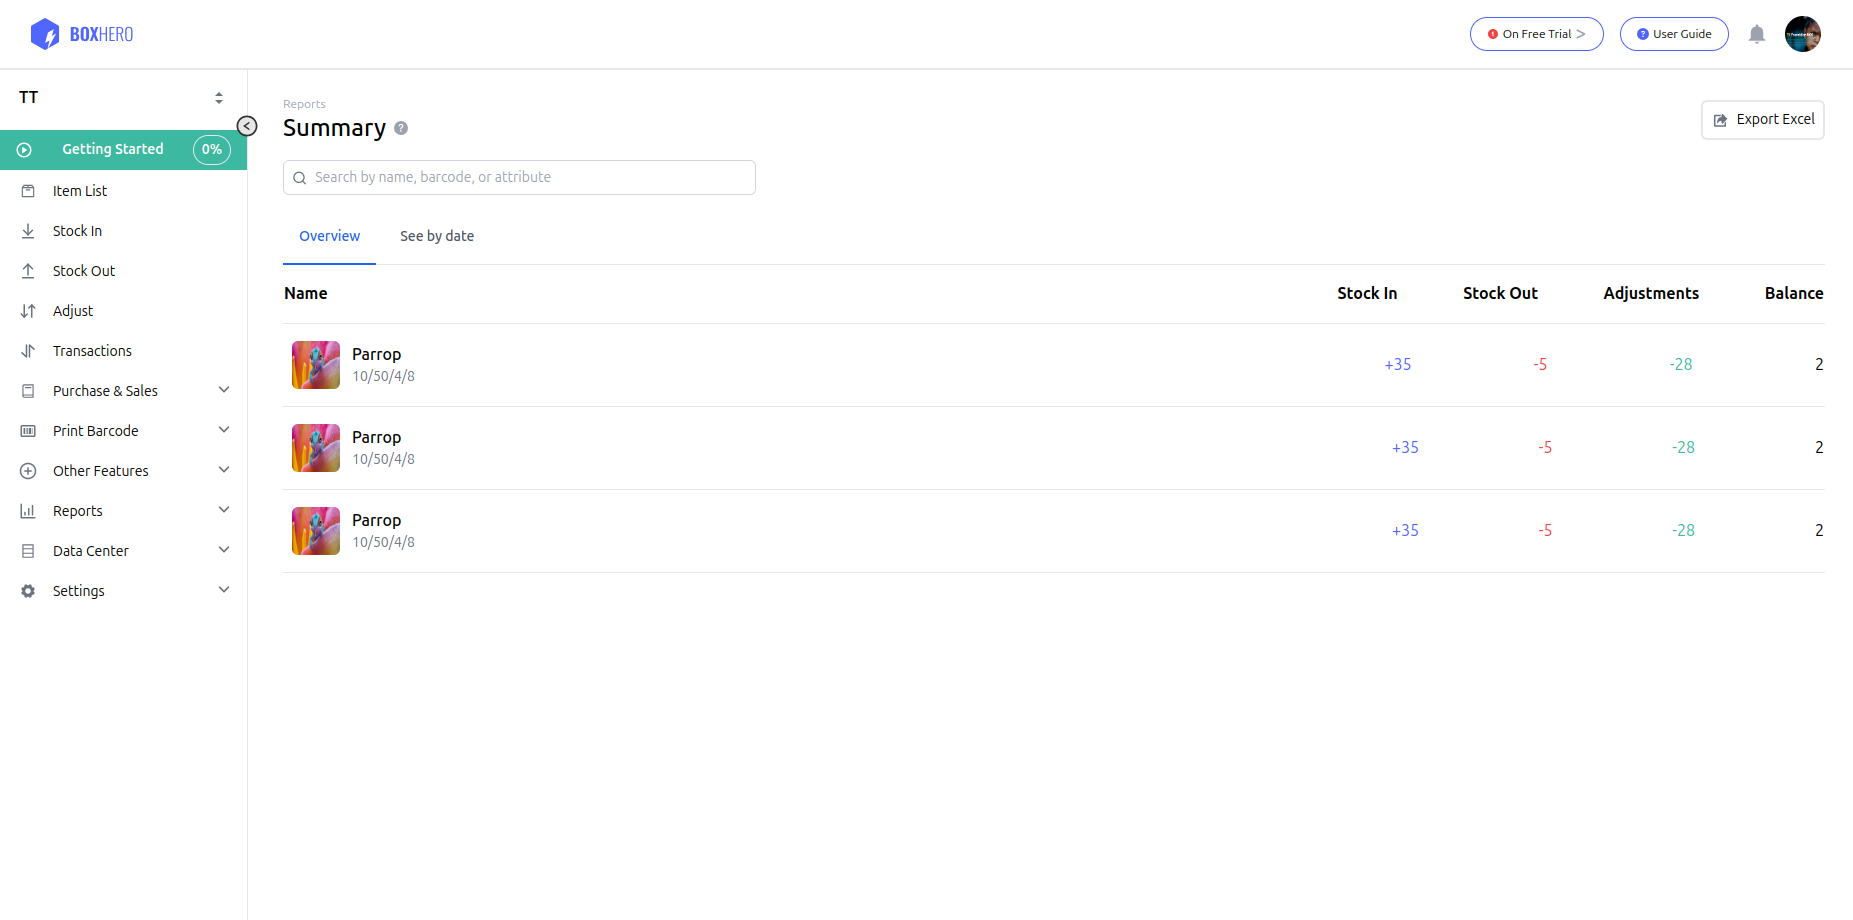 BOXHERO
On Free Trial >
User Guide
TT
Getting Started 0%
Item List
Stock In
Stock Out
Adjust
Transactions
Purchase & Sales
Print Barcode
Other Features
Reports
Data Center
Settings
Reports
Summary ?
Export Excel
Search by name, barcode, or attribute
Overview See by date
Name Stock In Stock Out Adjustments Balance
Parrop
10/50/4/8
+35 -5 -28 2
Parrop
10/50/4/8
+35 -5 -28 2
Parrop
10/50/4/8
+35 -5 -28 2